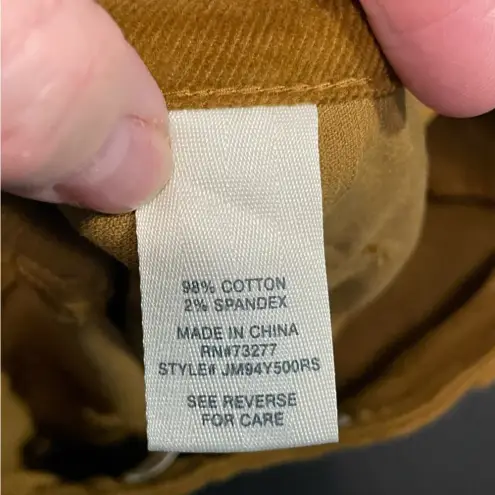 98% COTTON
2% SPANDEX
MADE IN CHINA
RN#73277
STYLE# JM94Y500RS
SEE REVERSE
FOR CARE